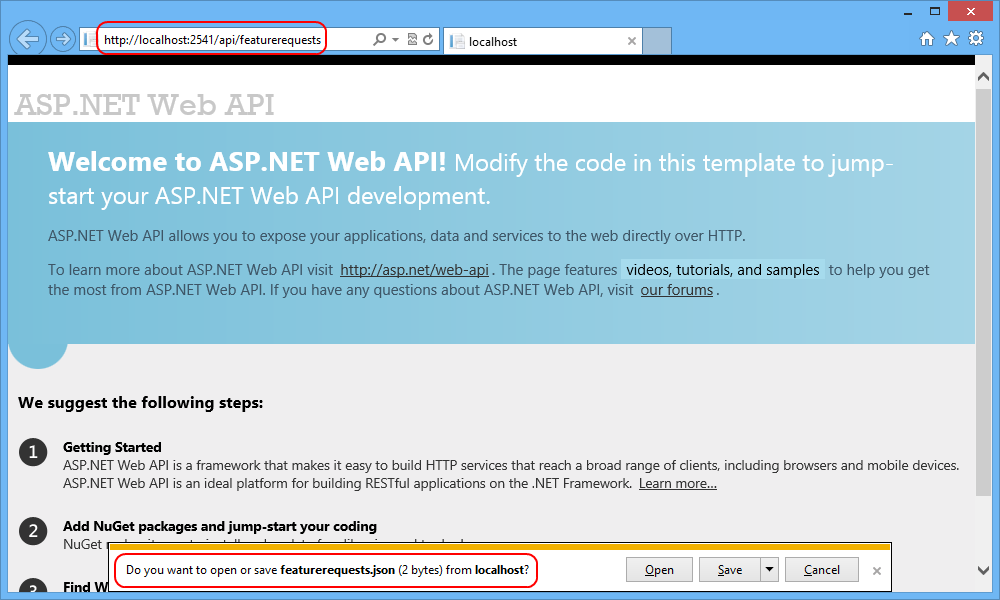 http://localhost:2541/api/featurerequests
localhost
ASP.NET Web API
Welcome to ASP.NET Web API! Modify the code in this template to jump-
start your ASP.NET Web API development.
ASP.NET Web API allows you to expose your applications, data and services to the web directly over HTTP.
To learn more about ASP.NET Web API visit http://asp.net/web-api . The page features videos, tutorials, and samples to help you get
the most from ASP.NET Web API. If you have any questions about ASP.NET Web API, visit our forums .
We suggest the following steps:
1 Getting Started
ASP.NET Web API is a framework that makes it easy to build HTTP services that reach a broad range of clients, including browsers and mobile devices.
ASP.NET Web API is an ideal platform for building RESTful applications on the .NET Framework. Learn more...
2 Add NuGet packages and jump-start your coding
NuGet
3 Find W
Do you want to open or save featurerequests.json (2 bytes) from localhost?
Open Save Cancel